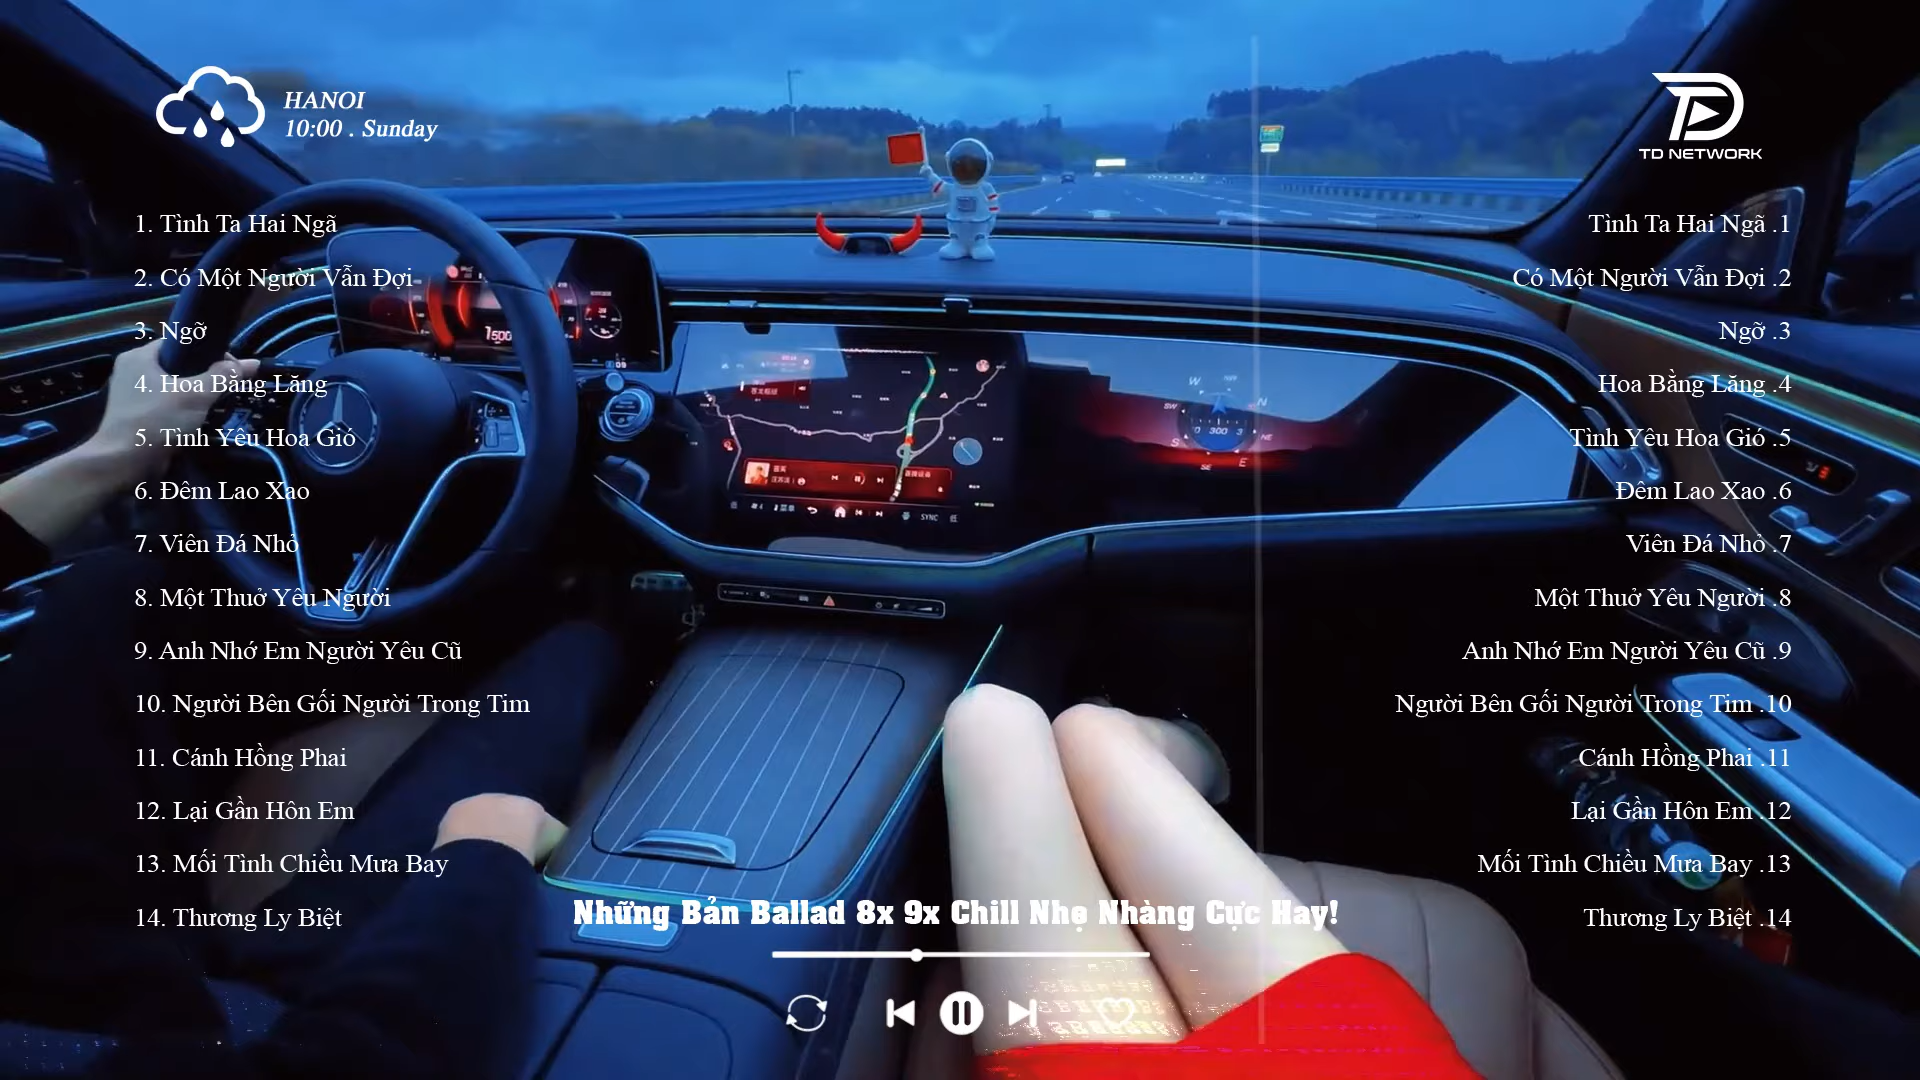 HANOI
10:00 . Sunday
TD NETWORK
1. Tình Ta Hai Ngã
2. Có Một Người Vẫn Đợi
3. Ngỡ
4. Hoa Bằng Lăng
5. Tình Yêu Hoa Gió
6. Đêm Lao Xao
7. Viên Đá Nhỏ
8. Một Thuở Yêu Người
9. Anh Nhớ Em Người Yêu Cũ
10. Người Bên Gối Người Trong Tim
11. Cánh Hồng Phai
12. Lại Gần Hôn Em
13. Mối Tình Chiều Mưa Bay
14. Thương Ly Biệt
Tình Ta Hai Ngã .1
Có Một Người Vẫn Đợi .2
Ngỡ .3
Hoa Bằng Lăng .4
Tình Yêu Hoa Gió .5
Đêm Lao Xao .6
Viên Đá Nhỏ .7
Một Thuở Yêu Người .8
Anh Nhớ Em Người Yêu Cũ .9
Người Bên Gối Người Trong Tim .10
Cánh Hồng Phai .11
Lại Gần Hôn Em .12
Mối Tình Chiều Mưa Bay .13
Thương Ly Biệt .14
W NW N
SW 300 NE
S SE E
SYNC
Những Bản Ballad 8x 9x Chill Nhẹ Nhàng Cực Hay!